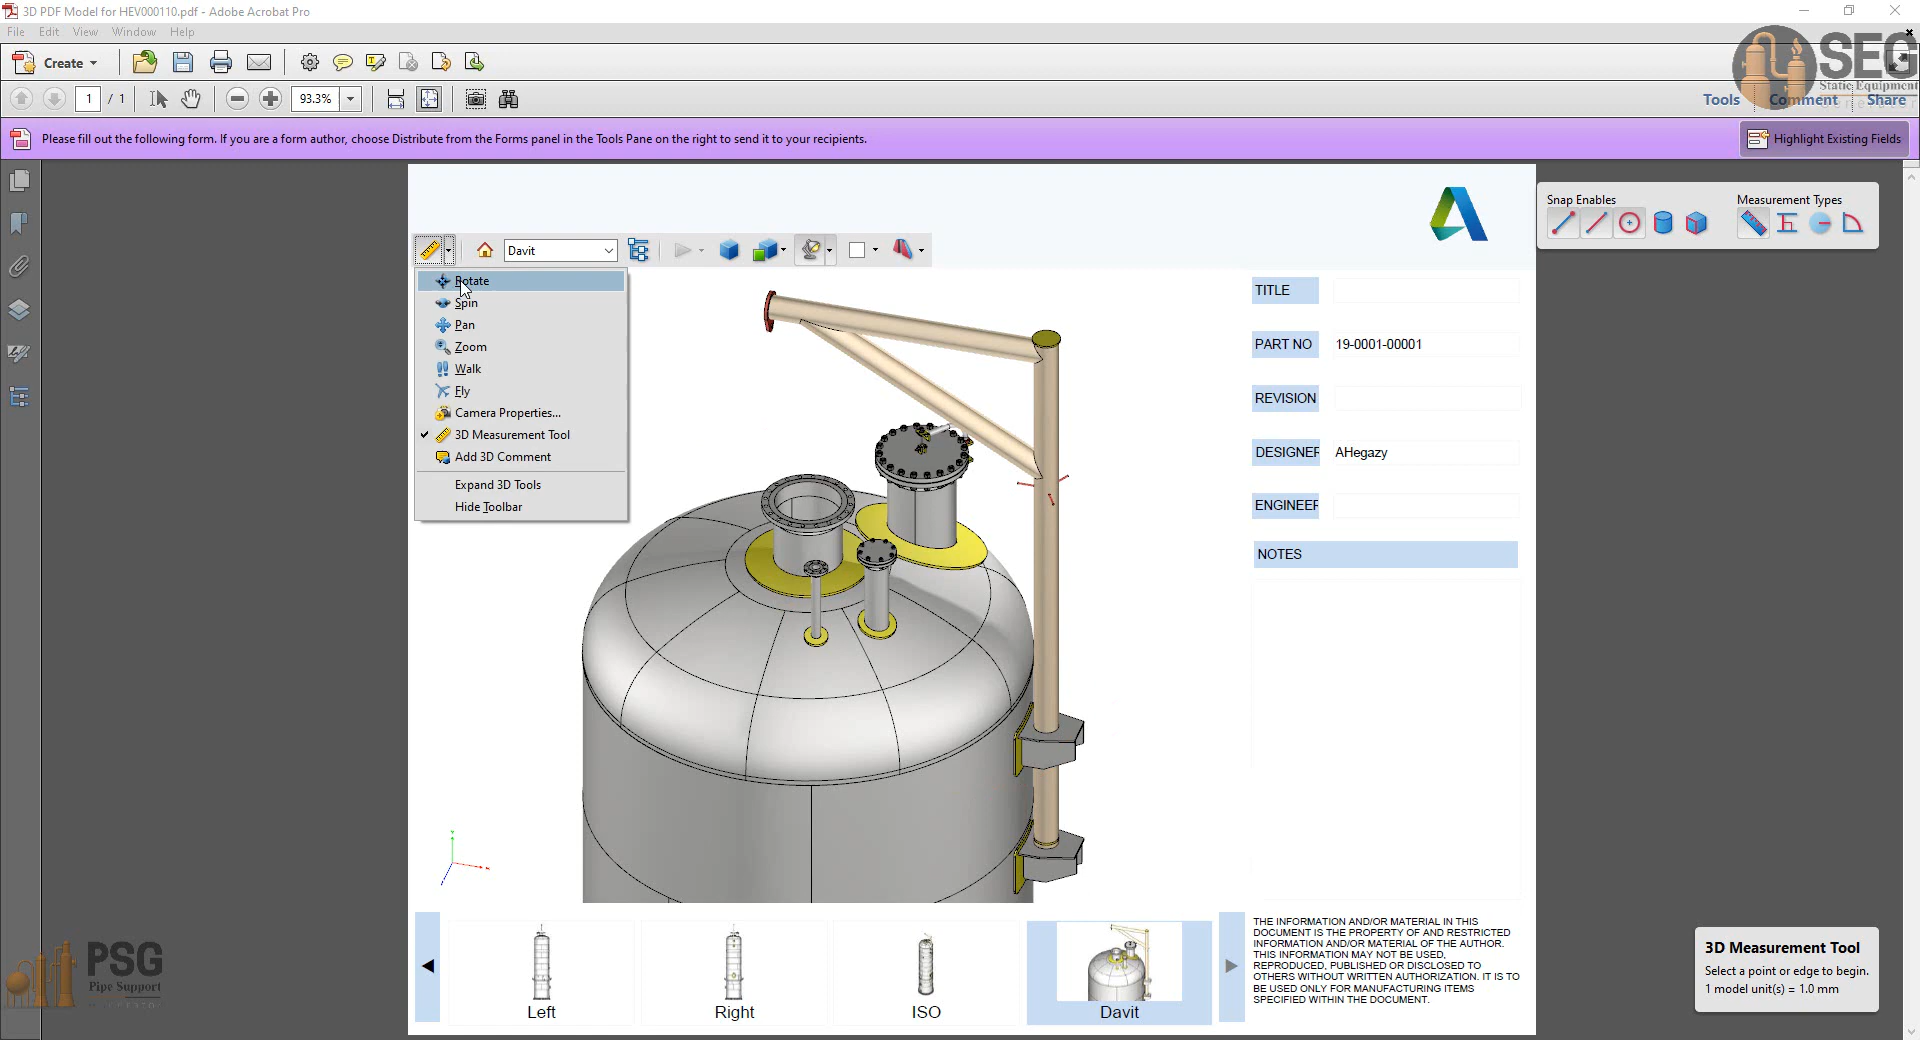 3D PDF Model for HEV000110.pdf - Adobe Acrobat Pro
File Edit View Window Help
Create
SEG
Static Equipment
1 / 1
93.3%
Tools Comment Share
Please fill out the following form. If you are a form author, choose Distribute from the Forms panel in the Tools Pane on the right to send it to your recipients.
Highlight Existing Fields
Snap Enables
Measurement Types
Davit
Rotate
Spin
Pan
Zoom
Walk
Fly
Camera Properties...
3D Measurement Tool
Add 3D Comment
Expand 3D Tools
Hide Toolbar
TITLE
PART NO 19-0001-00001
REVISION
DESIGNER AHegazy
ENGINEER
NOTES
Left
Right
ISO
Davit
THE INFORMATION AND/OR MATERIAL IN THIS
DOCUMENT IS THE PROPERTY OF AND RESTRICTED
INFORMATION AND/OR MATERIAL OF THE AUTHOR.
THIS INFORMATION MAY NOT BE USED,
REPRODUCED, PUBLISHED OR DISCLOSED TO
OTHERS WITHOUT WRITTEN AUTHORIZATION. IT IS TO
BE USED ONLY FOR MANUFACTURING ITEMS
SPECIFIED WITHIN THE DOCUMENT.
3D Measurement Tool
Select a point or edge to begin.
1 model unit(s) = 1.0 mm
PSG
Pipe Support